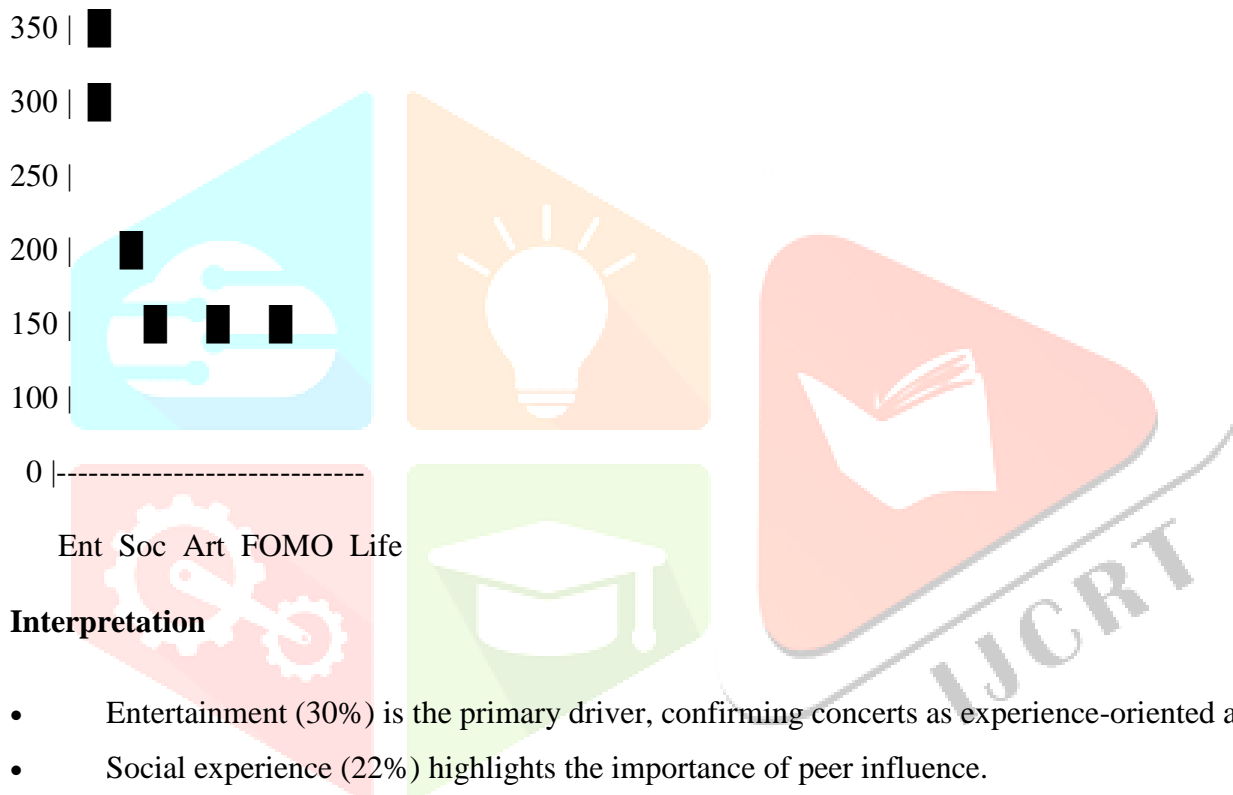 350 | █
300 | █
250 |
200 | █
150 | █ █ █
100 |
0 |-----------------------------
Ent Soc Art FOMO Life
Interpretation
• Entertainment (30%) is the primary driver, confirming concerts as experience-oriented a
• Social experience (22%) highlights the importance of peer influence.
IJCRT